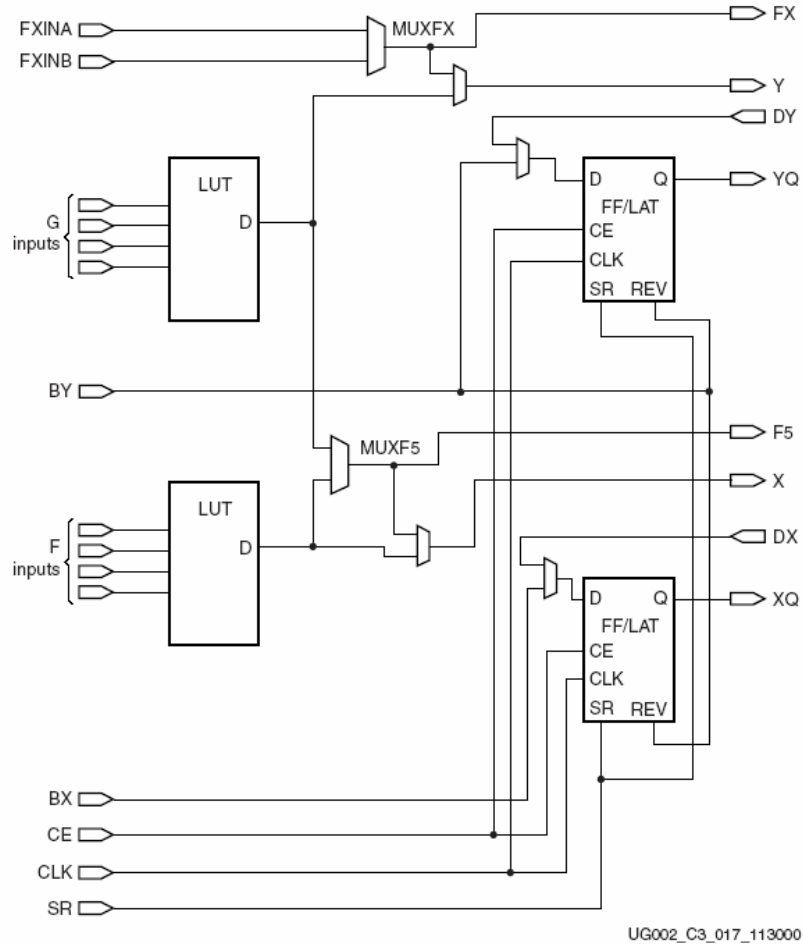 FXINA
FXINB
MUXFX
FX
Y
DY
LUT
D
G
inputs
D
Q
YQ
FF/LAT
CE
CLK
SR
REV
BY
MUXF5
F5
X
LUT
D
F
inputs
DX
D
Q
XQ
FF/LAT
CE
CLK
SR
REV
BX
CE
CLK
SR
UG002_C3_017_113000